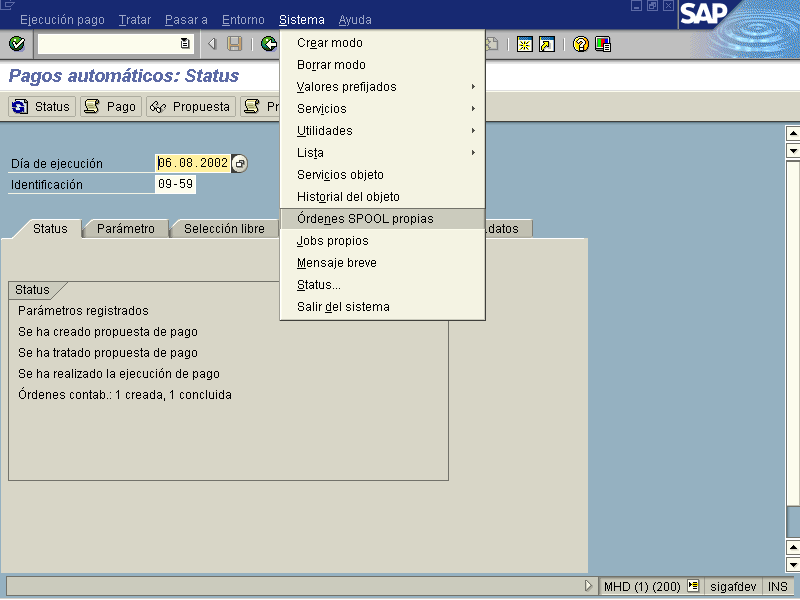 Ejecución pago Tratar Pasar a Entorno Sistema Ayuda
SAP
Pagos automáticos: Status
Status Pago Propuesta
Crear modo
Borrar modo
Valores prefijados
Servicios
Utilidades
Lista
Servicios objeto
Historial del objeto
Órdenes SPOOL propias
Jobs propios
Mensaje breve
Status...
Salir del sistema
Día de ejecución 06.08.2002
Identificación 09-59
Status Parámetro Selección libre datos
Status
Parámetros registrados
Se ha creado propuesta de pago
Se ha tratado propuesta de pago
Se ha realizado la ejecución de pago
Órdenes contab.: 1 creada, 1 concluida
MHD (1) (200) sigafdev INS